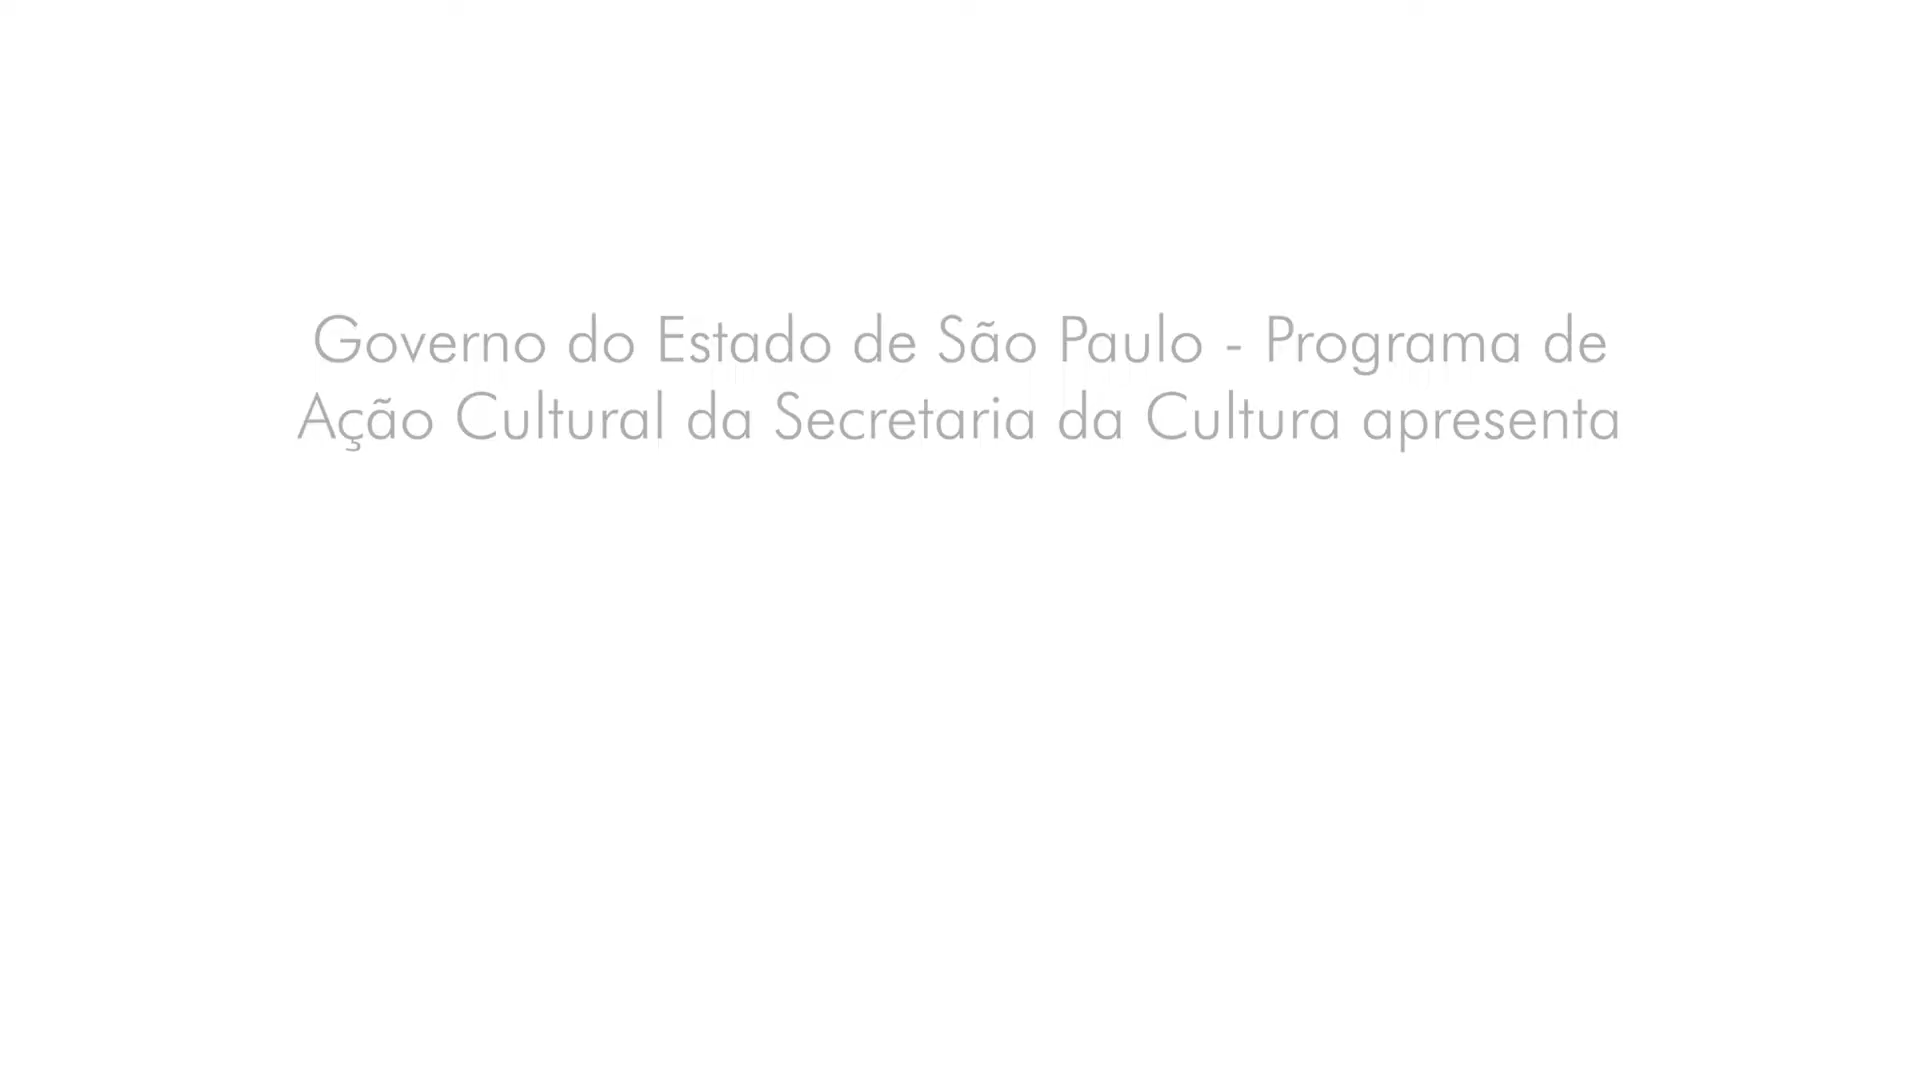 Governo do Estado de São Paulo - Programa de
Ação Cultural da Secretaria da Cultura apresenta